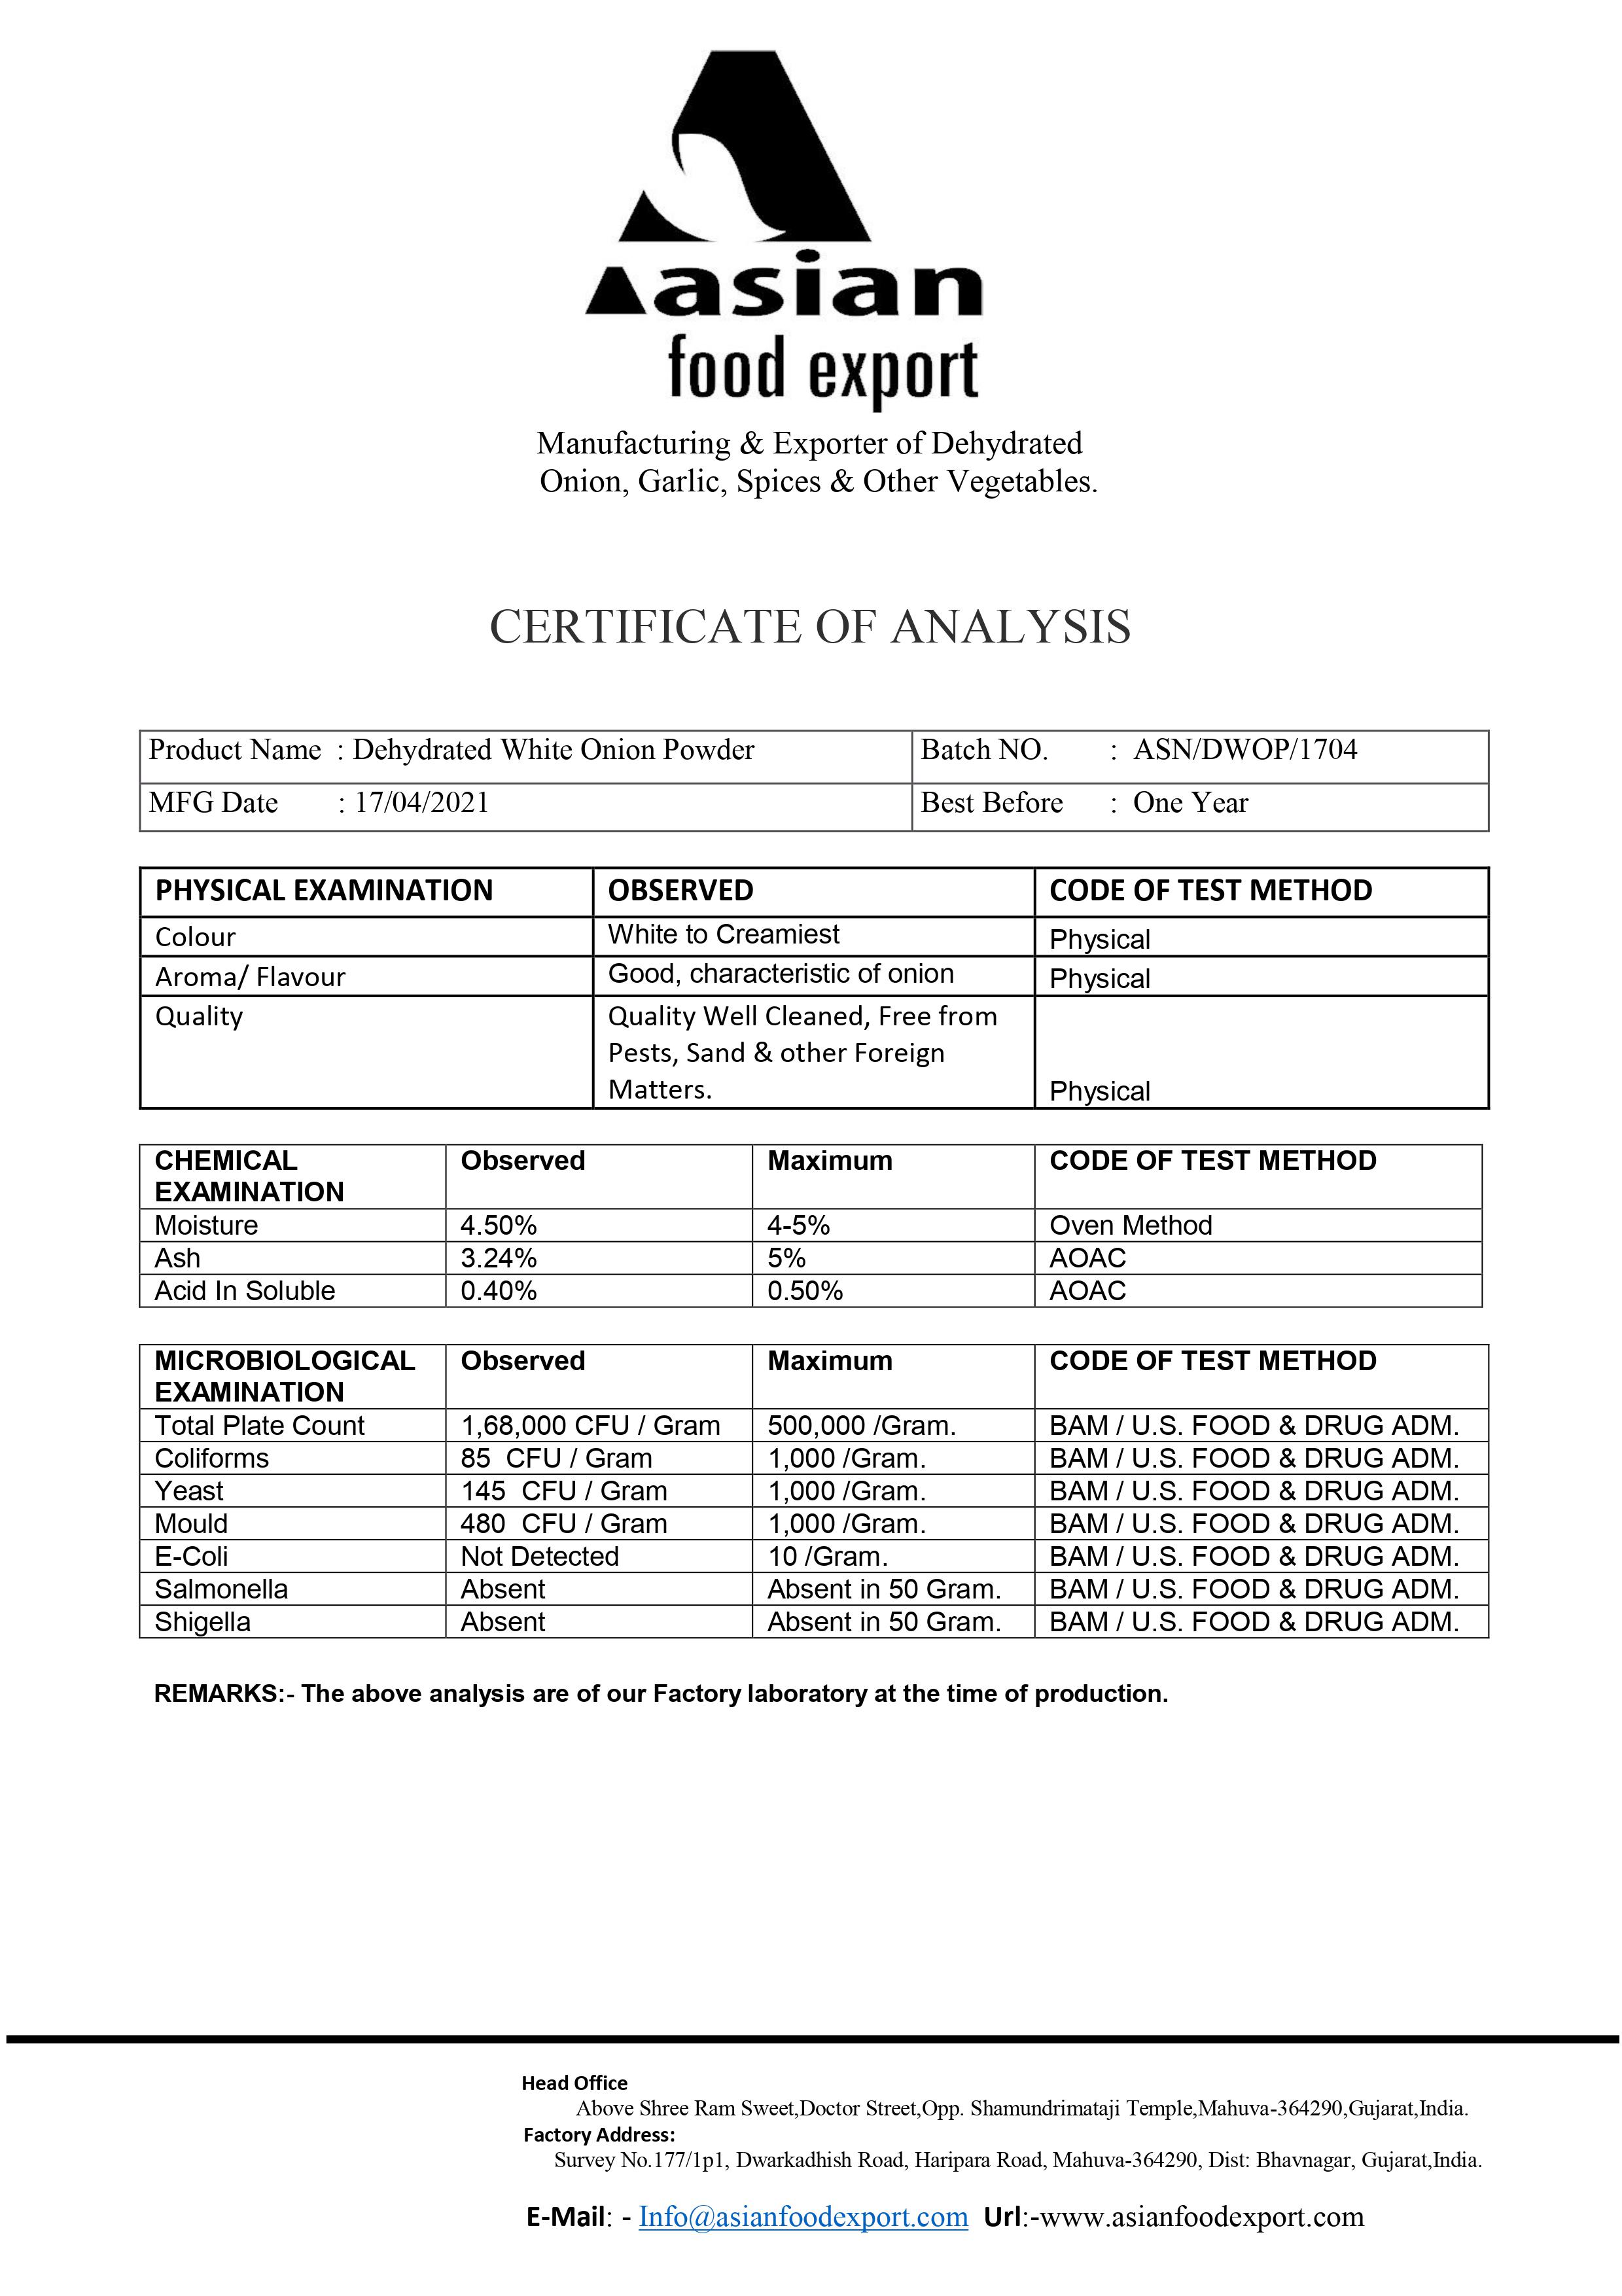 asian
food export
Manufacturing & Exporter of Dehydrated
Onion, Garlic, Spices & Other Vegetables.
CERTIFICATE OF ANALYSIS
Product Name : Dehydrated White Onion Powder Batch NO. : ASN/DWOP/1704
MFG Date : 17/04/2021 Best Before : One Year
PHYSICAL EXAMINATION OBSERVED CODE OF TEST METHOD
Colour White to Creamiest Physical
Aroma/ Flavour Good, characteristic of onion Physical
Quality Quality Well Cleaned, Free from
Pests, Sand & other Foreign
Matters. Physical
CHEMICAL Observed Maximum CODE OF TEST METHOD
EXAMINATION
Moisture 4.50% 4-5% Oven Method
Ash 3.24% 5% AOAC
Acid In Soluble 0.40% 0.50% AOAC
MICROBIOLOGICAL Observed Maximum CODE OF TEST METHOD
EXAMINATION
Total Plate Count 1,68,000 CFU / Gram 500,000 /Gram. BAM / U.S. FOOD & DRUG ADM.
Coliforms 85 CFU / Gram 1,000 /Gram. BAM / U.S. FOOD & DRUG ADM.
Yeast 145 CFU / Gram 1,000 /Gram. BAM / U.S. FOOD & DRUG ADM.
Mould 480 CFU / Gram 1,000 /Gram. BAM / U.S. FOOD & DRUG ADM.
E-Coli Not Detected 10 /Gram. BAM / U.S. FOOD & DRUG ADM.
Salmonella Absent Absent in 50 Gram. BAM / U.S. FOOD & DRUG ADM.
Shigella Absent Absent in 50 Gram. BAM / U.S. FOOD & DRUG ADM.
REMARKS:- The above analysis are of our Factory laboratory at the time of production.
Head Office
Above Shree Ram Sweet,Doctor Street,Opp. Shamundrimataji Temple,Mahuva-364290,Gujarat,India.
Factory Address:
Survey No.177/1p1, Dwarkadhish Road, Haripara Road, Mahuva-364290, Dist: Bhavnagar, Gujarat,India.
E-Mail: - Info@asianfoodexport.com Url:-www.asianfoodexport.com